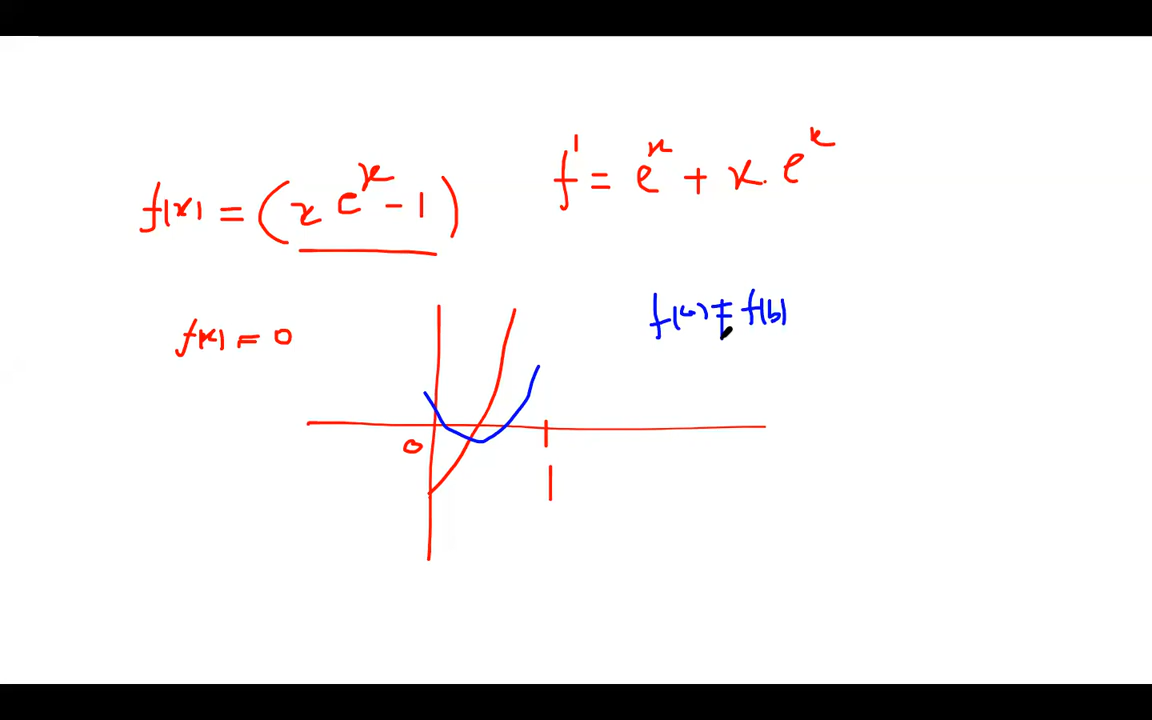 f(x) = (x e^x - 1)
f' = e^x + x. e^x
f(x) = 0
f(a) ≠ f(b)
0
1